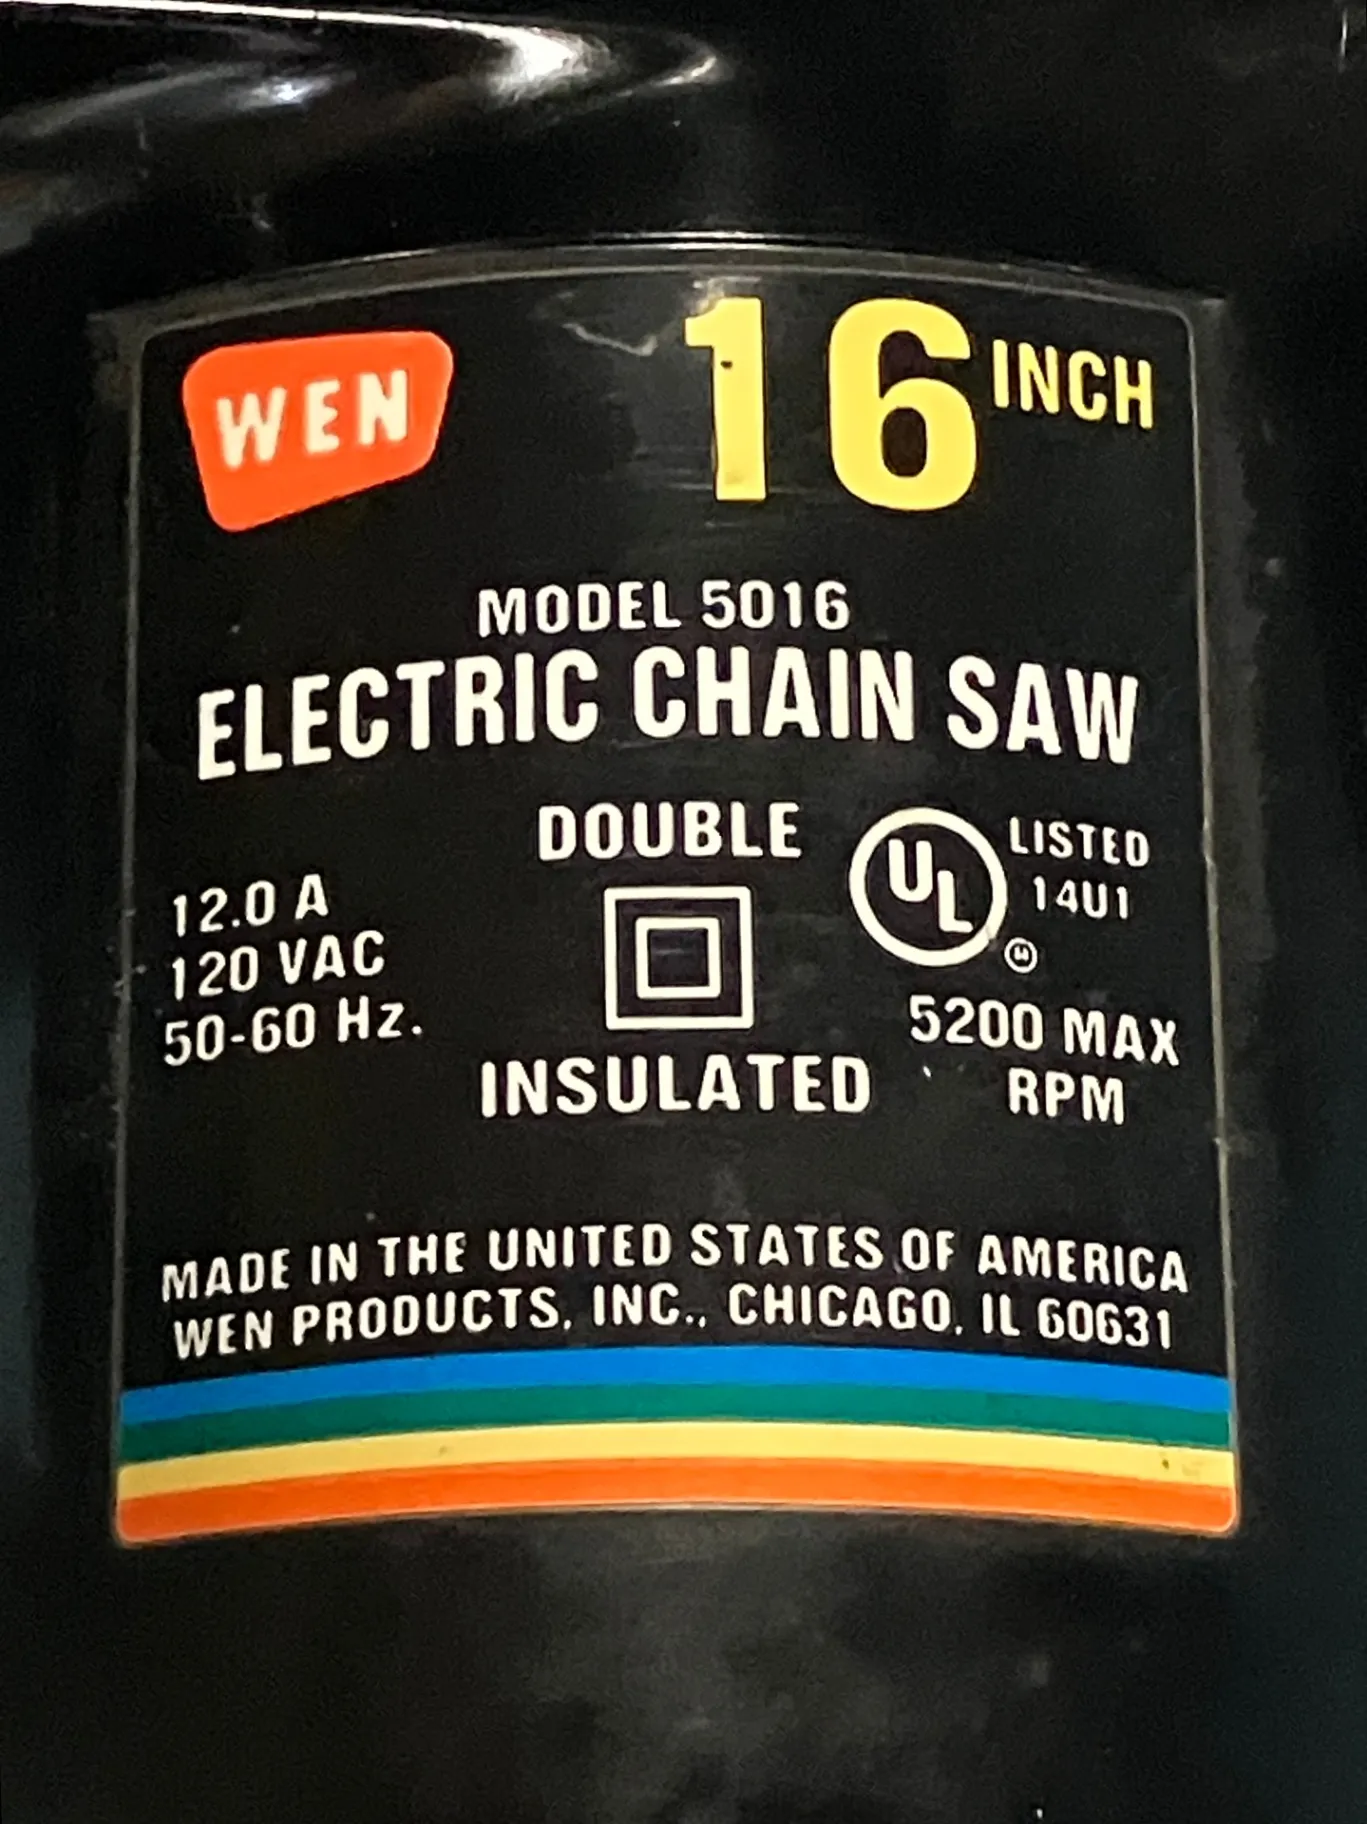 WEN
16 INCH
MODEL 5016
ELECTRIC CHAIN SAW
DOUBLE
INSULATED
12.0 A
120 VAC
50-60 Hz.
UL
LISTED
14U1
5200 MAX
RPM
MADE IN THE UNITED STATES OF AMERICA
WEN PRODUCTS, INC., CHICAGO, IL 60631